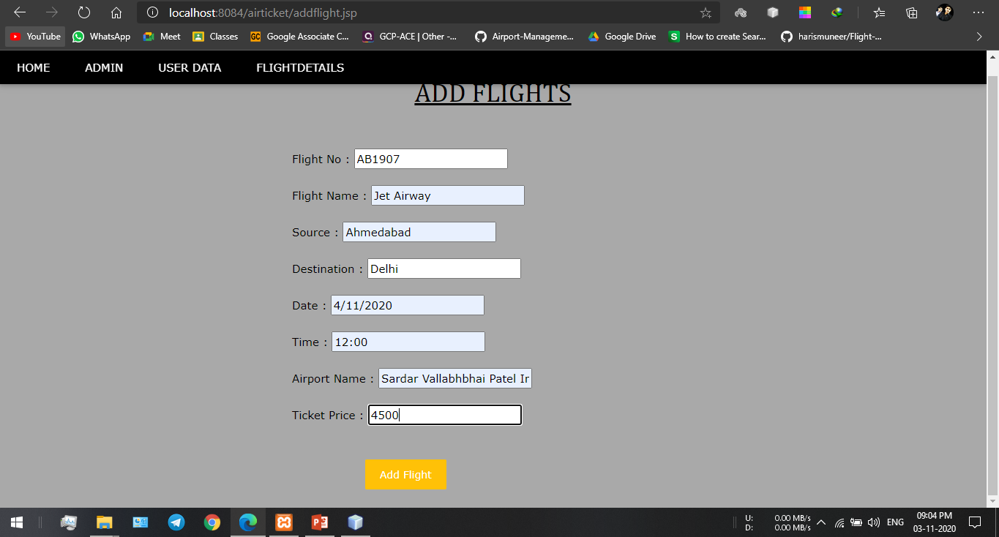 localhost:8084/airticket/addflight.jsp
YouTube WhatsApp Meet Classes Google Associate C... GCP-ACE | Other -... Airport-Manageme... Google Drive How to create Sear... harismuneer/Flight-...
HOME ADMIN USER DATA FLIGHTDETAILS
ADD FLIGHTS
Flight No : AB1907
Flight Name : Jet Airway
Source : Ahmedabad
Destination : Delhi
Date : 4/11/2020
Time : 12:00
Airport Name : Sardar Vallabhbhai Patel Ir
Ticket Price : 4500
Add Flight
U: 0.00 MB/s
D: 0.00 MB/s
ENG
09:04 PM
03-11-2020